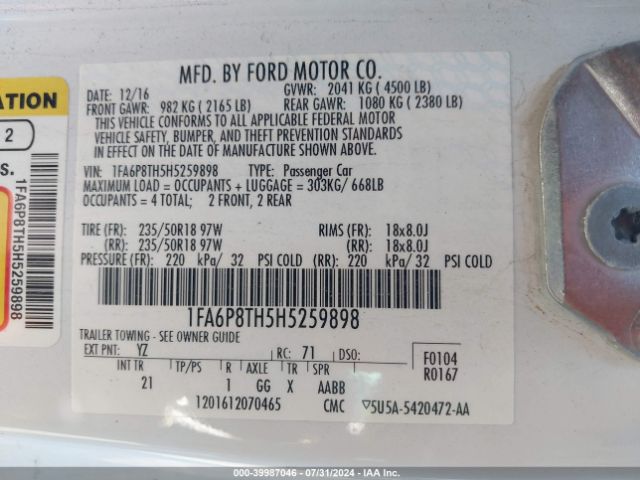 MFD. BY FORD MOTOR CO.
DATE: 12/16 GVWR: 2041 KG ( 4500 LB)
FRONT GAWR: 982 KG ( 2165 LB) REAR GAWR: 1080 KG ( 2380 LB)
THIS VEHICLE CONFORMS TO ALL APPLICABLE FEDERAL MOTOR
VEHICLE SAFETY, BUMPER, AND THEFT PREVENTION STANDARDS
IN EFFECT ON THE DATE OF MANUFACTURE SHOWN ABOVE.
VIN: 1FA6P8TH5H5259898 TYPE: Passenger Car
MAXIMUM LOAD = OCCUPANTS + LUGGAGE = 303KG/ 668LB
OCCUPANTS = 4 TOTAL; 2 FRONT, 2 REAR
TIRE (FR): 235/50R18 97W RIMS (FR): 18x8.0J
(RR): 235/50R18 97W (RR): 18x8.0J
PRESSURE (FR): 220 kPa/ 32 PSI COLD (RR): 220 kPa/ 32 PSI COLD
1FA6P8TH5H5259898
TRAILER TOWING - SEE OWNER GUIDE
EXT PNT: YZ RC: 71 DSO: F0104
R0167
INT TR TP/PS R AXLE TR SPR
21 1 GG X AABB
1201612070465 CMC ▽5U5A-5420472-AA
ATION
2
S.
1FA6P8TH5H5259898
000-39987046 - 07/31/2024 - IAA Inc.